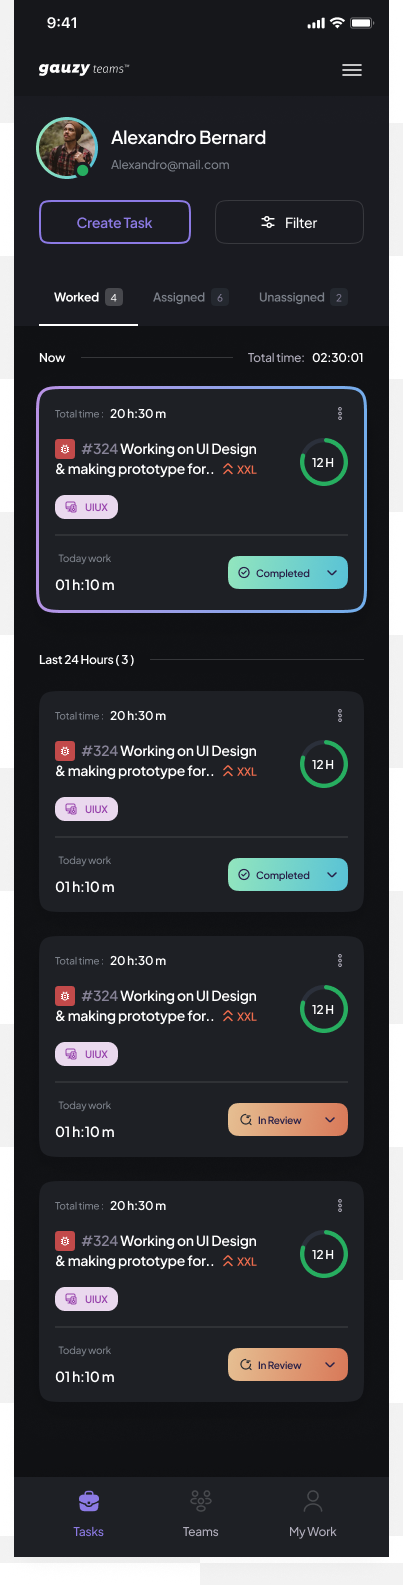 9:41
gauzy teams™
Alexandro Bernard
Alexandro@mail.com
Create Task
Filter
Worked 4 Assigned 6 Unassigned 2
Now Total time: 02:30:01
Total time : 20 h:30 m
#324 Working on UI Design
& making prototype for.. XXL
12 H
UIUX
Today work
01 h:10 m
Completed
Last 24 Hours ( 3 )
Total time : 20 h:30 m
#324 Working on UI Design
& making prototype for.. XXL
12 H
UIUX
Today work
01 h:10 m
Completed
Total time : 20 h:30 m
#324 Working on UI Design
& making prototype for.. XXL
12 H
UIUX
Today work
01 h:10 m
In Review
Total time : 20 h:30 m
#324 Working on UI Design
& making prototype for.. XXL
12 H
UIUX
Today work
01 h:10 m
In Review
Tasks Teams My Work